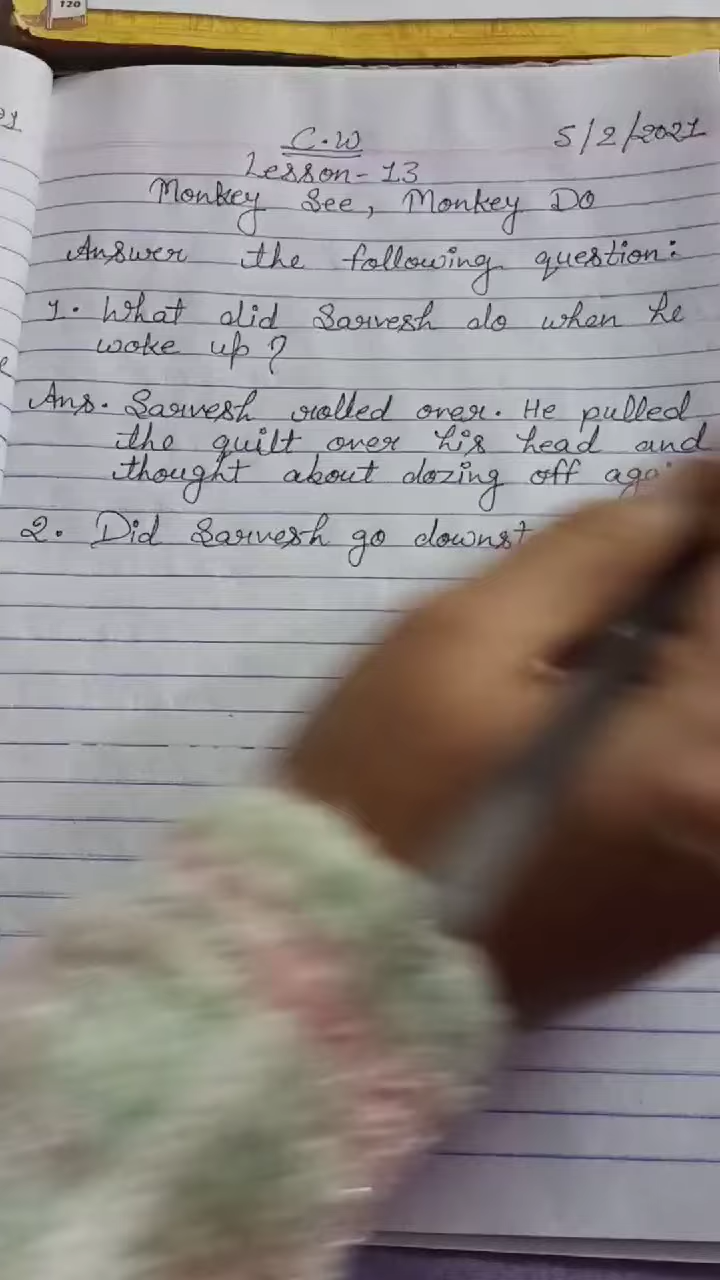 120
C.W
5/2/2021
Lesson-13
Monkey See, Monkey Do
Answer the following question:
1. What did Sarvesh do when he
woke up?
Ans. Sarvesh rolled over. He pulled
the quilt over his head and
thought about dozing off
2. Did Sarvesh go